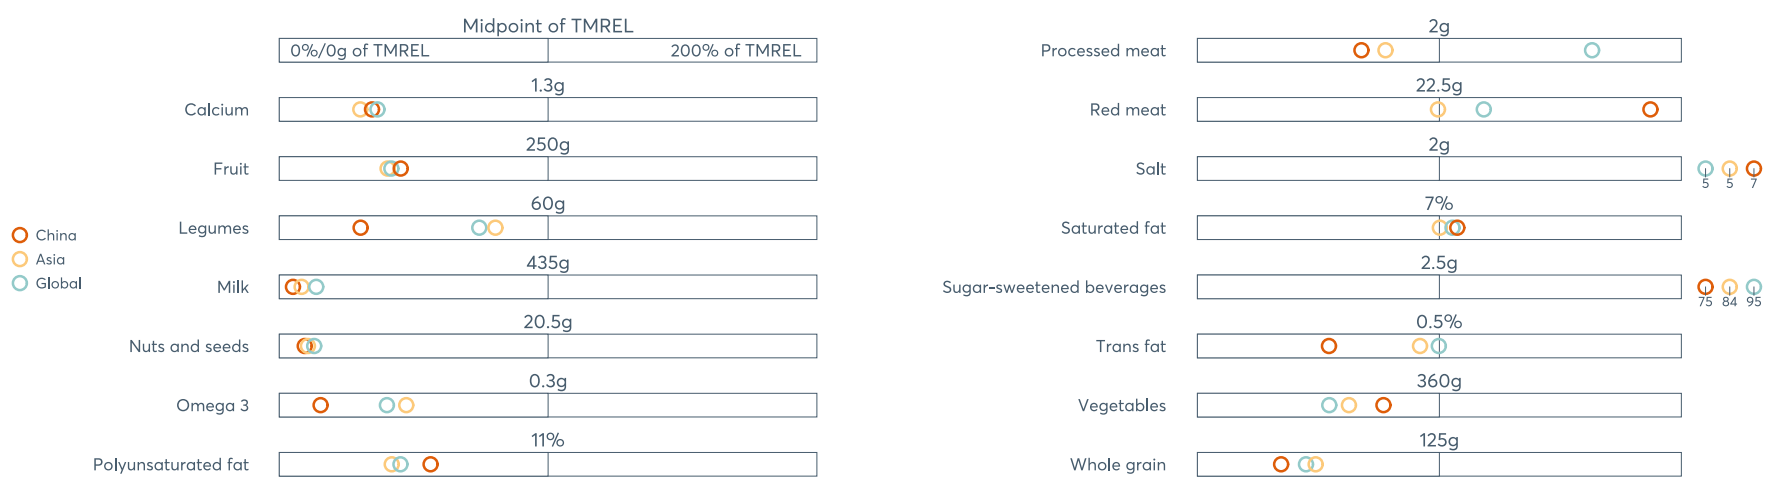 Midpoint of TMREL
0%/0g of TMREL 200% of TMREL
1.3g
Calcium
250g
Fruit
60g
Legumes
435g
Milk
20.5g
Nuts and seeds
0.3g
Omega 3
11%
Polyunsaturated fat
China
Asia
Global
2g
Processed meat
22.5g
Red meat
2g
Salt
5 5 7
7%
Saturated fat
2.5g
Sugar-sweetened beverages
75 84 95
0.5%
Trans fat
360g
Vegetables
125g
Whole grain